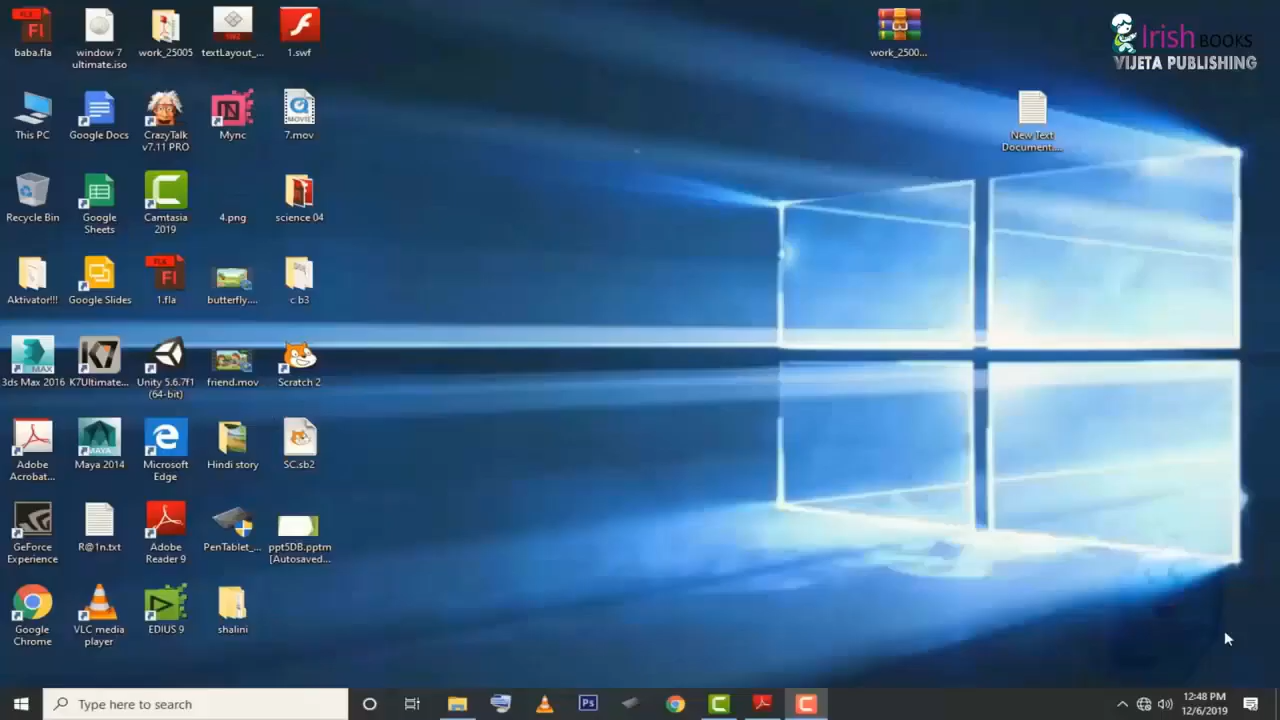 baba.fla
window 7
ultimate.iso
work_25005
textLayout_...
1.swf
work_2500...
Irish BOOKS
VIJETA PUBLISHING
This PC
Google Docs
CrazyTalk
v7.11 PRO
Mync
7.mov
New Text
Document....
Recycle Bin
Google
Sheets
Camtasia
2019
4.png
science 04
Aktivator!!!
Google Slides
1.fla
butterfly....
c b3
3ds Max 2016
K7Ultimate...
Unity 5.6.7f1
(64-bit)
friend.mov
Scratch 2
Adobe
Acrobat...
Maya 2014
Microsoft
Edge
Hindi story
SC.sb2
GeForce
Experience
R@1n.txt
Adobe
Reader 9
PenTablet_...
ppt5DB.pptm
[Autosaved...
Google
Chrome
VLC media
player
EDIUS 9
shalini
Type here to search
12:48 PM
12/6/2019